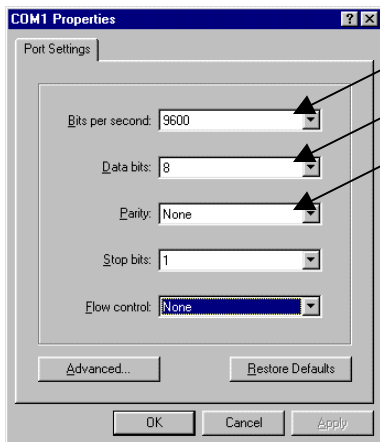 COM1 Properties
Port Settings
Bits per second: 9600
Data bits: 8
Parity: None
Stop bits: 1
Flow control: None
Advanced... Restore Defaults
OK Cancel Apply